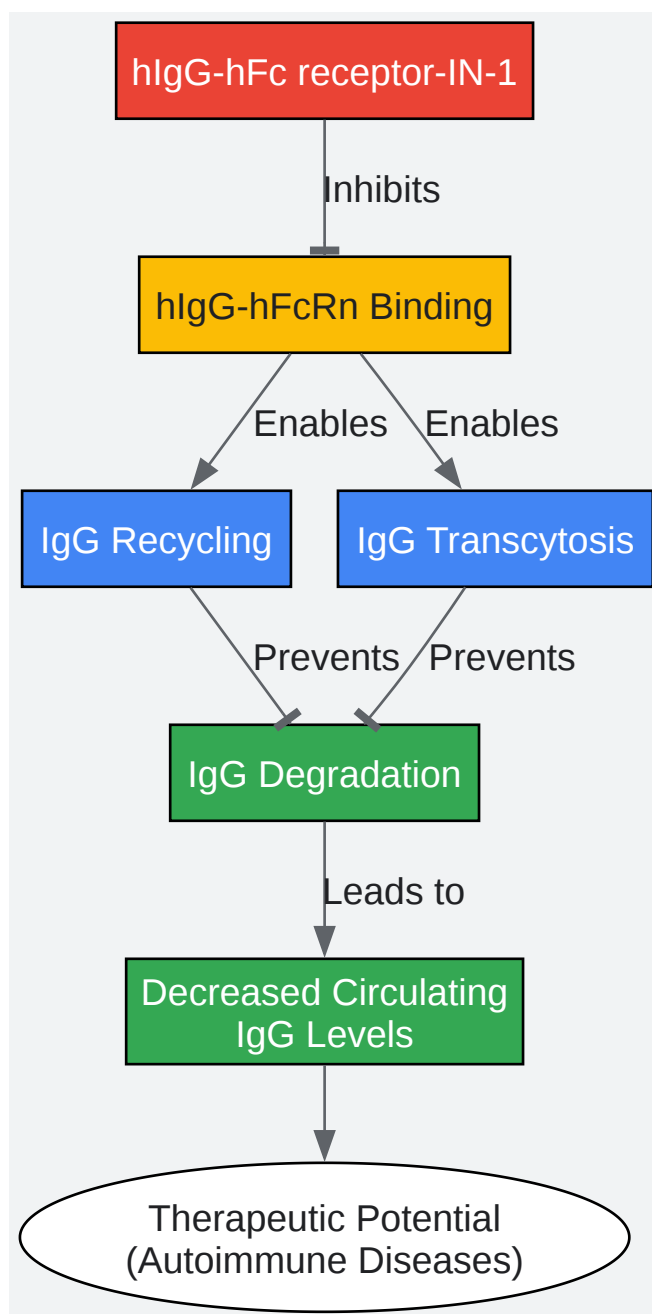 hIgG-hFc receptor-IN-1
Inhibits
hIgG-hFcRn Binding
Enables
Enables
IgG Recycling
IgG Transcytosis
Prevents
Prevents
IgG Degradation
Leads to
Decreased Circulating
IgG Levels
Therapeutic Potential
(Autoimmune Diseases)